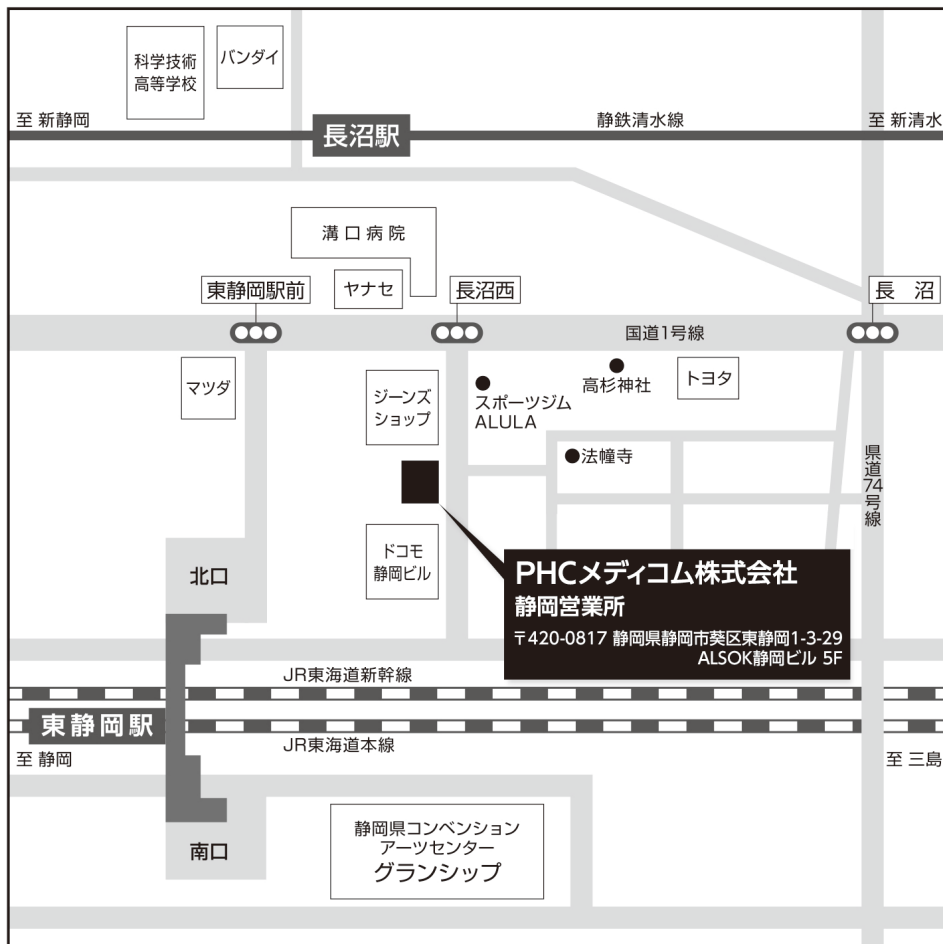 科学技術
高等学校
バンダイ
至 新静岡
長沼駅
静鉄清水線
至 新清水
溝口病院
東静岡駅前
ヤナセ
長沼西
長 沼
国道1号線
マツダ
ジーンズ
ショップ
スポーツジム
ALULA
高杉神社
トヨタ
法幢寺
県道74号線
ドコモ
静岡ビル
北口
PHCメディコム株式会社
静岡営業所
〒420-0817 静岡県静岡市葵区東静岡1-3-29
ALSOK静岡ビル 5F
JR東海道新幹線
東静岡駅
JR東海道本線
至 静岡
至 三島
南口
静岡県コンベンション
アーツセンター
グランシップ